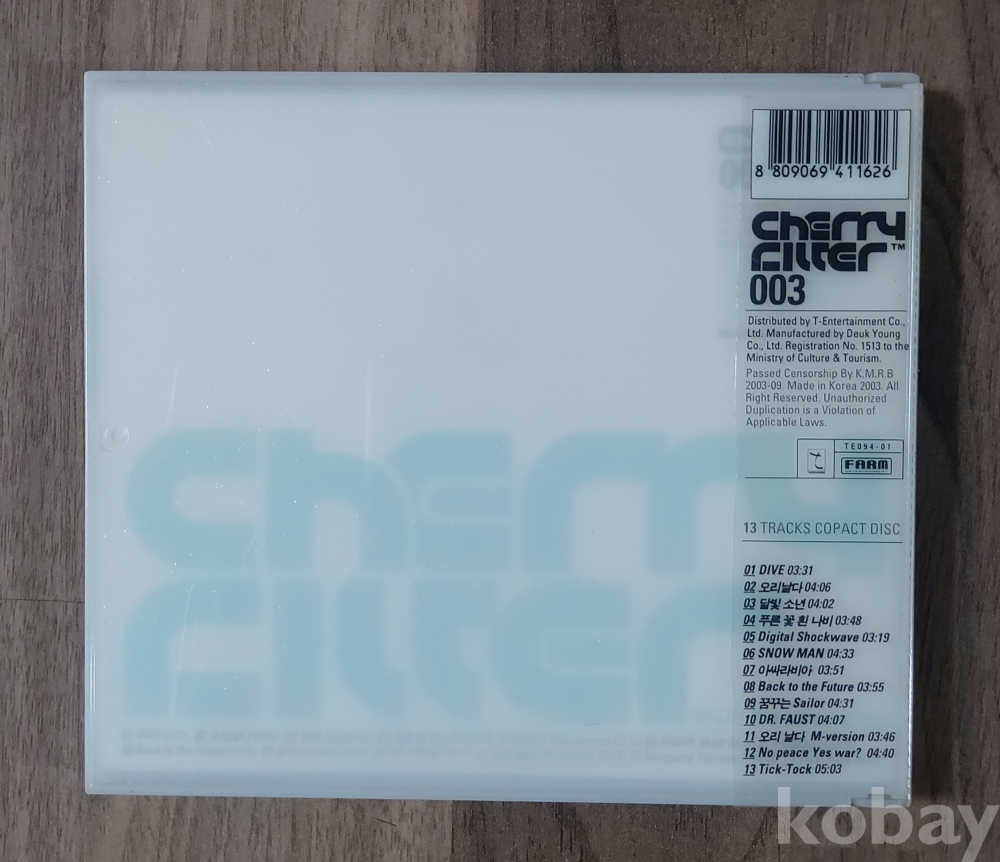 8 809069 411626
cherry
filter™
003
Distributed by T-Entertainment Co.,
Ltd. Manufactured by Deuk Young
Co., Ltd. Registration No. 1513 to the
Ministry of Culture & Tourism.
Passed Censorship By K.M.R.B
2003-09. Made in Korea 2003. All
Right Reserved. Unauthorized
Duplication is a Violation of
Applicable Laws.
TE094-01
FARM
13 TRACKS COPACT DISC
01 DIVE 03:31
02 오리날다 04:06
03 달빛 소년 04:02
04 푸른 꽃 흰 나비 03:48
05 Digital Shockwave 03:19
06 SNOW MAN 04:33
07 아싸라비아 03:51
08 Back to the Future 03:55
09 꿈꾸는 Sailor 04:31
10 DR. FAUST 04:07
11 오리 날다 M-version 03:46
12 No peace Yes war? 04:40
13 Tick-Tock 05:03
cherry
filter
kobay